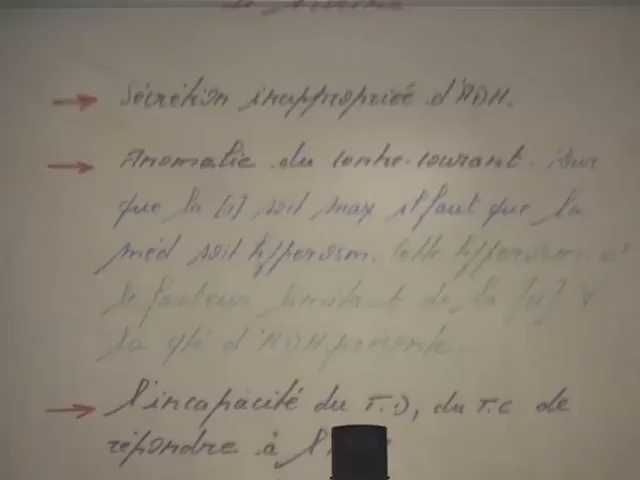 → Sécrétion inappropriée d'ADH.
→ Anomalie du contre-courant. Pour
que la [u] soit max il faut que la
méd soit hyperosm. Cette hyperosm est
le facteur limitant de la [u] ∀
la qté d'ADH présente.
→ l'incapacité du T.D, du T.C de
répondre à l'